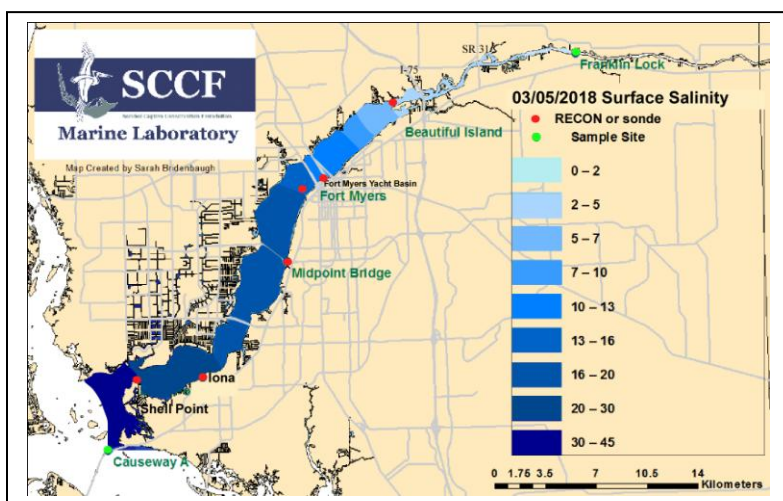 SCCF
Marine Laboratory
Map Created by Sarah Bridenbaugh
SR 31
I-75
Franklin Lock
Beautiful Island
Fort Myers Yacht Basin
Fort Myers
Midpoint Bridge
Iona
Shell Point
Causeway A
03/05/2018 Surface Salinity
RECON or sonde
Sample Site
0 – 2
2 – 5
5 – 7
7 – 10
10 – 13
13 – 16
16 – 20
20 – 30
30 – 45
0 1.75 3.5 7 10.5 14
Kilometers